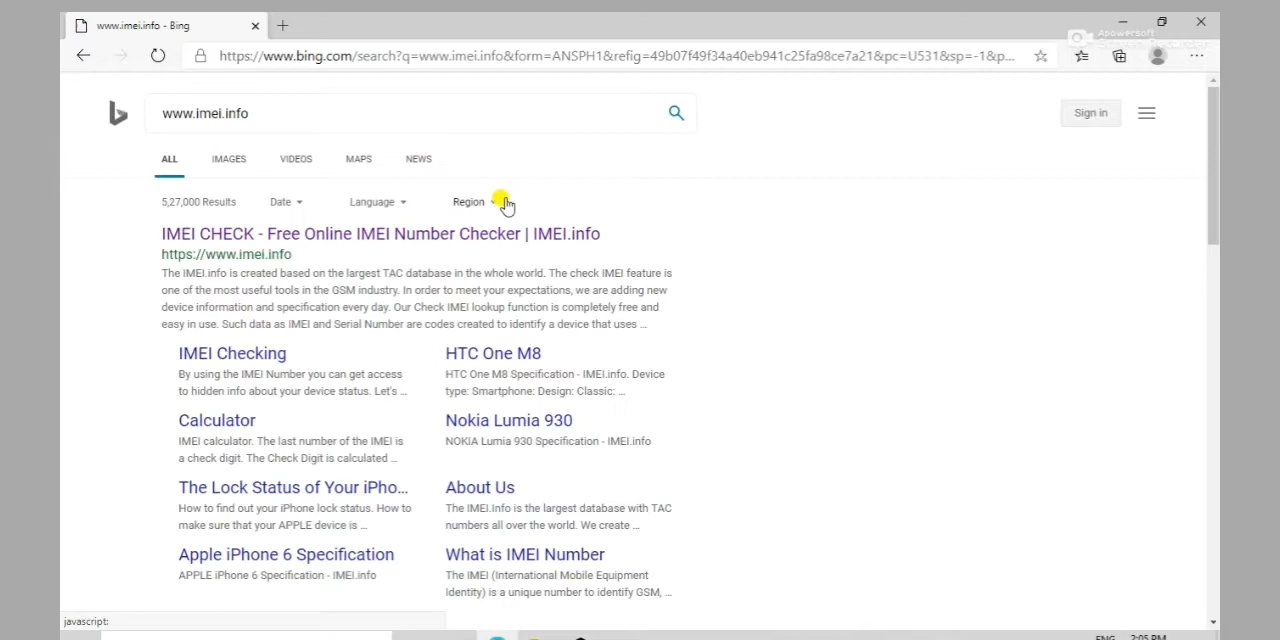 www.imei.info - Bing
Apowersoft
Screen Recorder
https://www.bing.com/search?q=www.imei.info&form=ANSPH1&refig=49b07f49f34a40eb941c25fa98ce7a21&pc=U531&sp=-1&p...
www.imei.info
Sign in
ALL IMAGES VIDEOS MAPS NEWS
5,27,000 Results Date Language Region
IMEI CHECK - Free Online IMEI Number Checker | IMEI.info
https://www.imei.info
The IMEI.info is created based on the largest TAC database in the whole world. The check IMEI feature is
one of the most useful tools in the GSM industry. In order to meet your expectations, we are adding new
device information and specification every day. Our Check IMEI lookup function is completely free and
easy in use. Such data as IMEI and Serial Number are codes created to identify a device that uses ...
IMEI Checking
By using the IMEI Number you can get access
to hidden info about your device status. Let's ...
HTC One M8
HTC One M8 Specification - IMEI.info. Device
type: Smartphone: Design: Classic: ...
Calculator
IMEI calculator. The last number of the IMEI is
a check digit. The Check Digit is calculated ...
Nokia Lumia 930
NOKIA Lumia 930 Specification - IMEI.info
The Lock Status of Your iPho...
How to find out your iPhone lock status. How to
make sure that your APPLE device is ...
About Us
The IMEI.Info is the largest database with TAC
numbers all over the world. We create ...
Apple iPhone 6 Specification
APPLE iPhone 6 Specification - IMEI.info
What is IMEI Number
The IMEI (International Mobile Equipment
Identity) is a unique number to identify GSM, ...
javascript:
ENG 2:05 PM